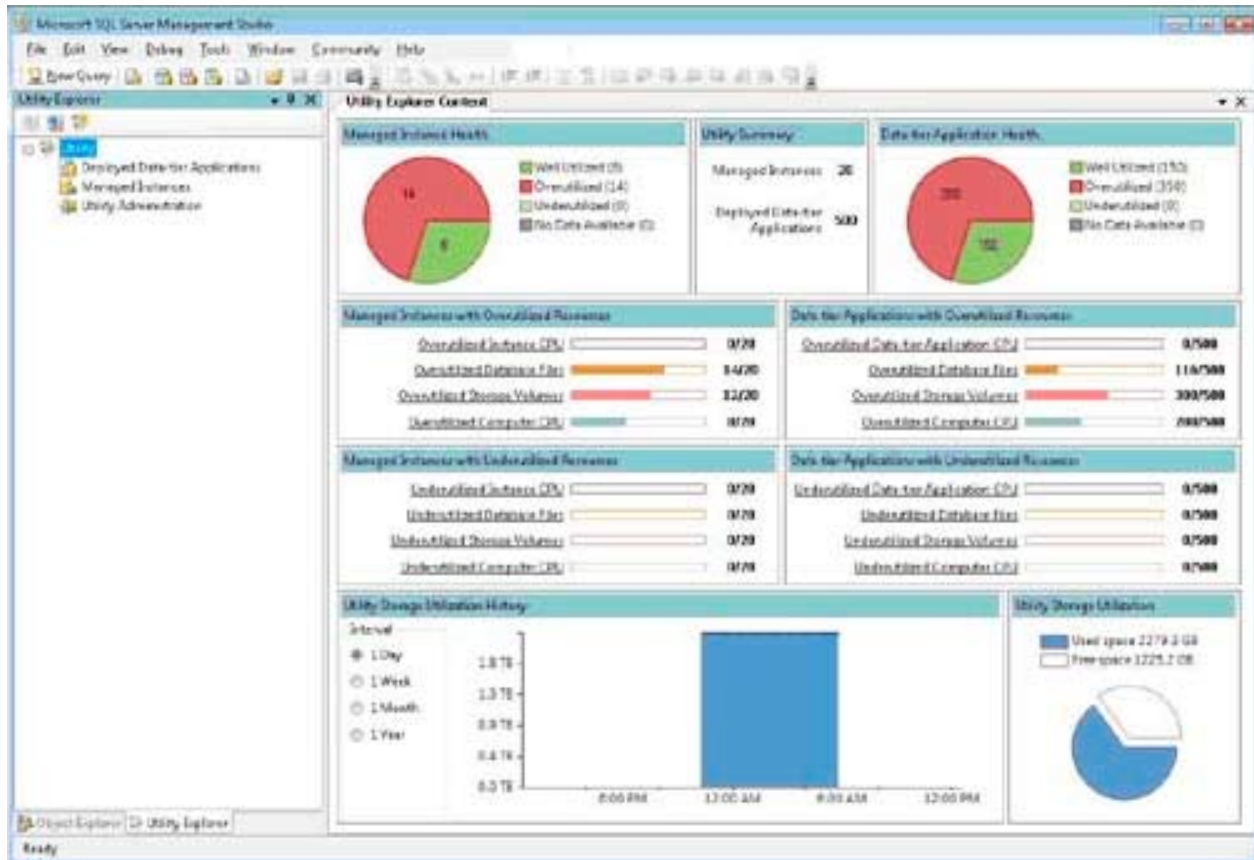 Microsoft SQL Server Management Studio
File Edit View Debug Tools Window Community Help
New Query
Utility Explorer
Utility
Deployed Data-tier Applications
Managed Instances
Utility Administration
Utility Explorer Content
Managed Instance Health
14
6
Well Utilized (6)
Overutilized (14)
Underutilized (0)
No Data Available (0)
Utility Summary
Managed Instances 20
Deployed Data-tier Applications 500
Data-tier Application Health
350
150
Well Utilized (150)
Overutilized (350)
Underutilized (0)
No Data Available (0)
Managed Instances with Overutilized Resources
Overutilized Instance CPU 0/20
Overutilized Database Files 14/20
Overutilized Storage Volumes 12/20
Overutilized Computer CPU 8/20
Data-tier Applications with Overutilized Resources
Overutilized Data-tier Application CPU 0/500
Overutilized Database Files
Overutilized Storage Volumes 300/500
Overutilized Computer CPU 200/500
Managed Instances with Underutilized Resources
Underutilized Instance CPU 0/20
Underutilized Database Files 0/20
Underutilized Storage Volumes 0/20
Underutilized Computer CPU 0/20
Data-tier Applications with Underutilized Resources
Underutilized Data-tier Application CPU 0/500
Underutilized Database Files 0/500
Underutilized Storage Volumes 0/500
Underutilized Computer CPU 0/500
Utility Storage Utilization History
Interval
1 Day
1 Week
1 Month
1 Year
1.8 TB
1.3 TB
0.9 TB
0.4 TB
0.0 TB
6:00 PM
12:00 AM
6:00 AM
12:00 PM
Utility Storage Utilization
Used space 2279.3 GB
Free space 1225.2 GB
Object Explorer
Utility Explorer
Ready